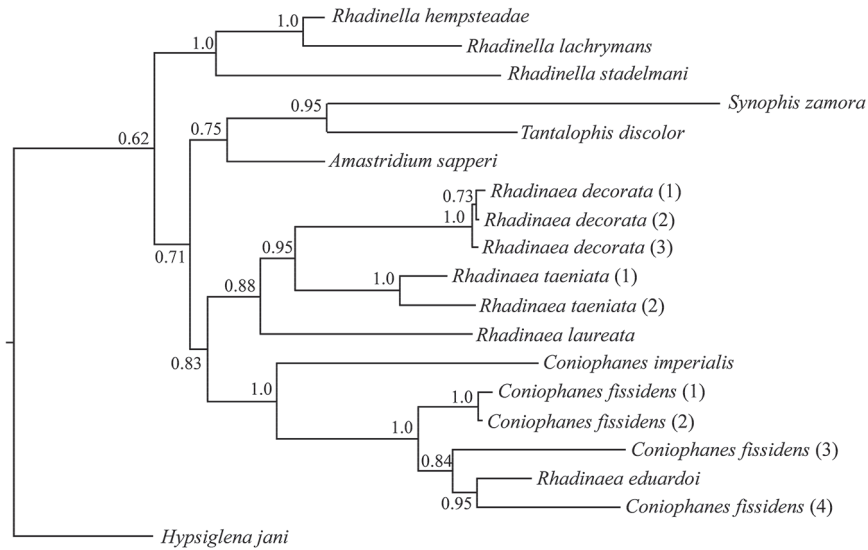 1.0 Rhadinella hempsteadae
Rhadinella lachrymans
1.0
Rhadinella stadelmani
0.95 Synophis zamora
0.75
Tantalophis discolor
0.62
Amastridium sapperi
Rhadinaea decorata (1)
0.73
Rhadinaea decorata (2)
1.0
Rhadinaea decorata (3)
0.95
0.71
Rhadinaea taeniata (1)
1.0
0.88
Rhadinaea taeniata (2)
Rhadinaea laureata
0.83
Coniophanes imperialis
1.0
Coniophanes fissidens (1)
1.0
Coniophanes fissidens (2)
1.0
Coniophanes fissidens (3)
0.84
Rhadinaea eduardoi
0.95
Coniophanes fissidens (4)
Hypsiglena jani